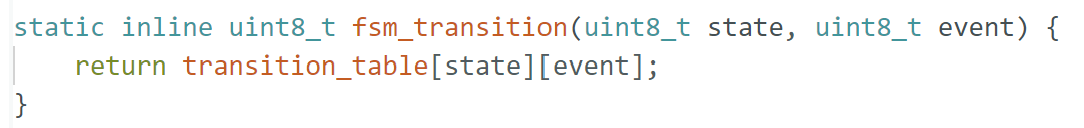 static inline uint8_t fsm_transition(uint8_t state, uint8_t event) {
    return transition_table[state][event];
}